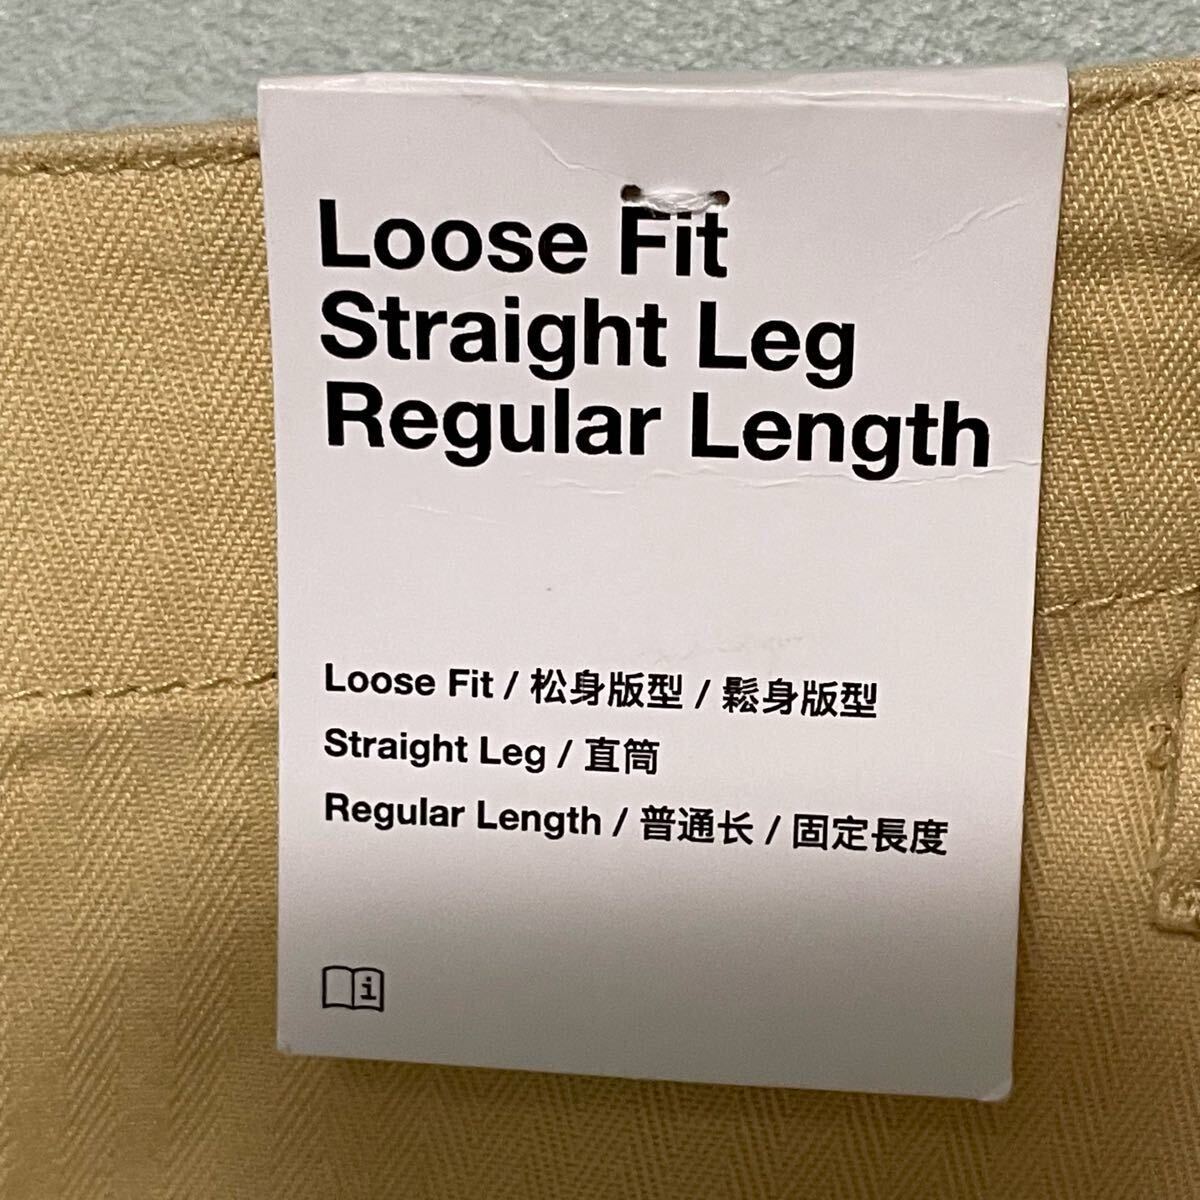 Loose Fit
Straight Leg
Regular Length
Loose Fit / 松身版型 / 鬆身版型
Straight Leg / 直筒
Regular Length / 普通长 / 固定長度
i